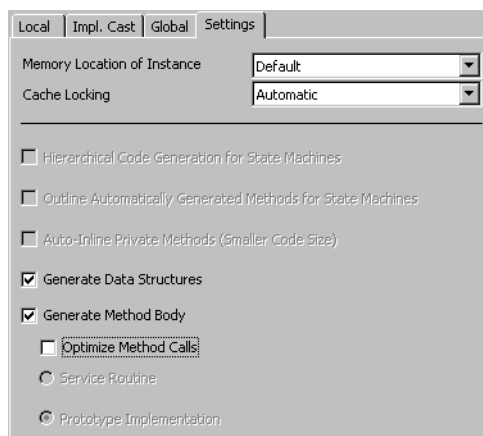 Local Impl. Cast Global Settings
Memory Location of Instance Default
Cache Locking Automatic
Hierarchical Code Generation for State Machines
Outline Automatically Generated Methods for State Machines
Auto-Inline Private Methods (Smaller Code Size)
Generate Data Structures
Generate Method Body
Optimize Method Calls
Service Routine
Prototype Implementation